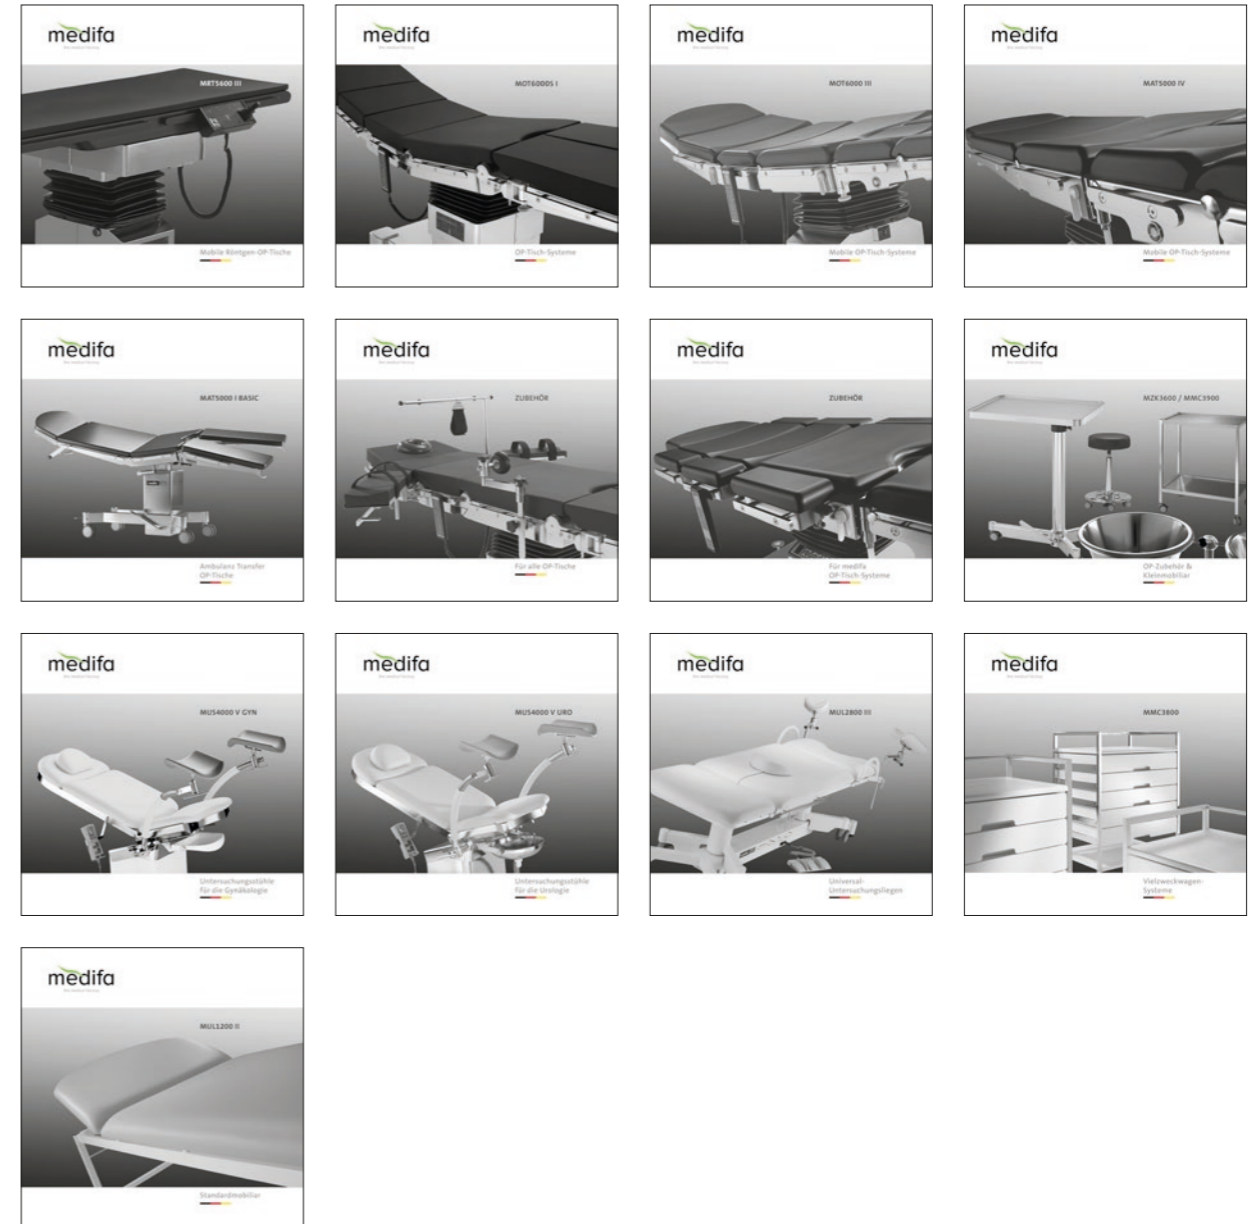 medifa
MRT5600 III
Mobile Röntgen-OP-Tische
medifa
MOT6000S I
OP-Tisch-Systeme
medifa
MOT6000 III
Mobile OP-Tisch-Systeme
medifa
MAT5000 IV
Mobile OP-Tisch-Systeme
medifa
MAT5000 I BASIC
Ambulanz Transfer
OP-Tische
medifa
ZUBEHÖR
Für alle OP-Tische
medifa
ZUBEHÖR
Für medifa
OP-Tisch-Systeme
medifa
MZK3600 / MMC3900
OP-Zubehör &
Kleinmobiliar
medifa
MUS4000 V GYN
Untersuchungsstühle
für die Gynäkologie
medifa
MUS4000 V URO
Untersuchungsstühle
für die Urologie
medifa
MUL2800 III
Universal-
Untersuchungsliegen
medifa
MMC3800
Vielzweckwagen-
Systeme
medifa
MUL1200 II
Standardmobiliar